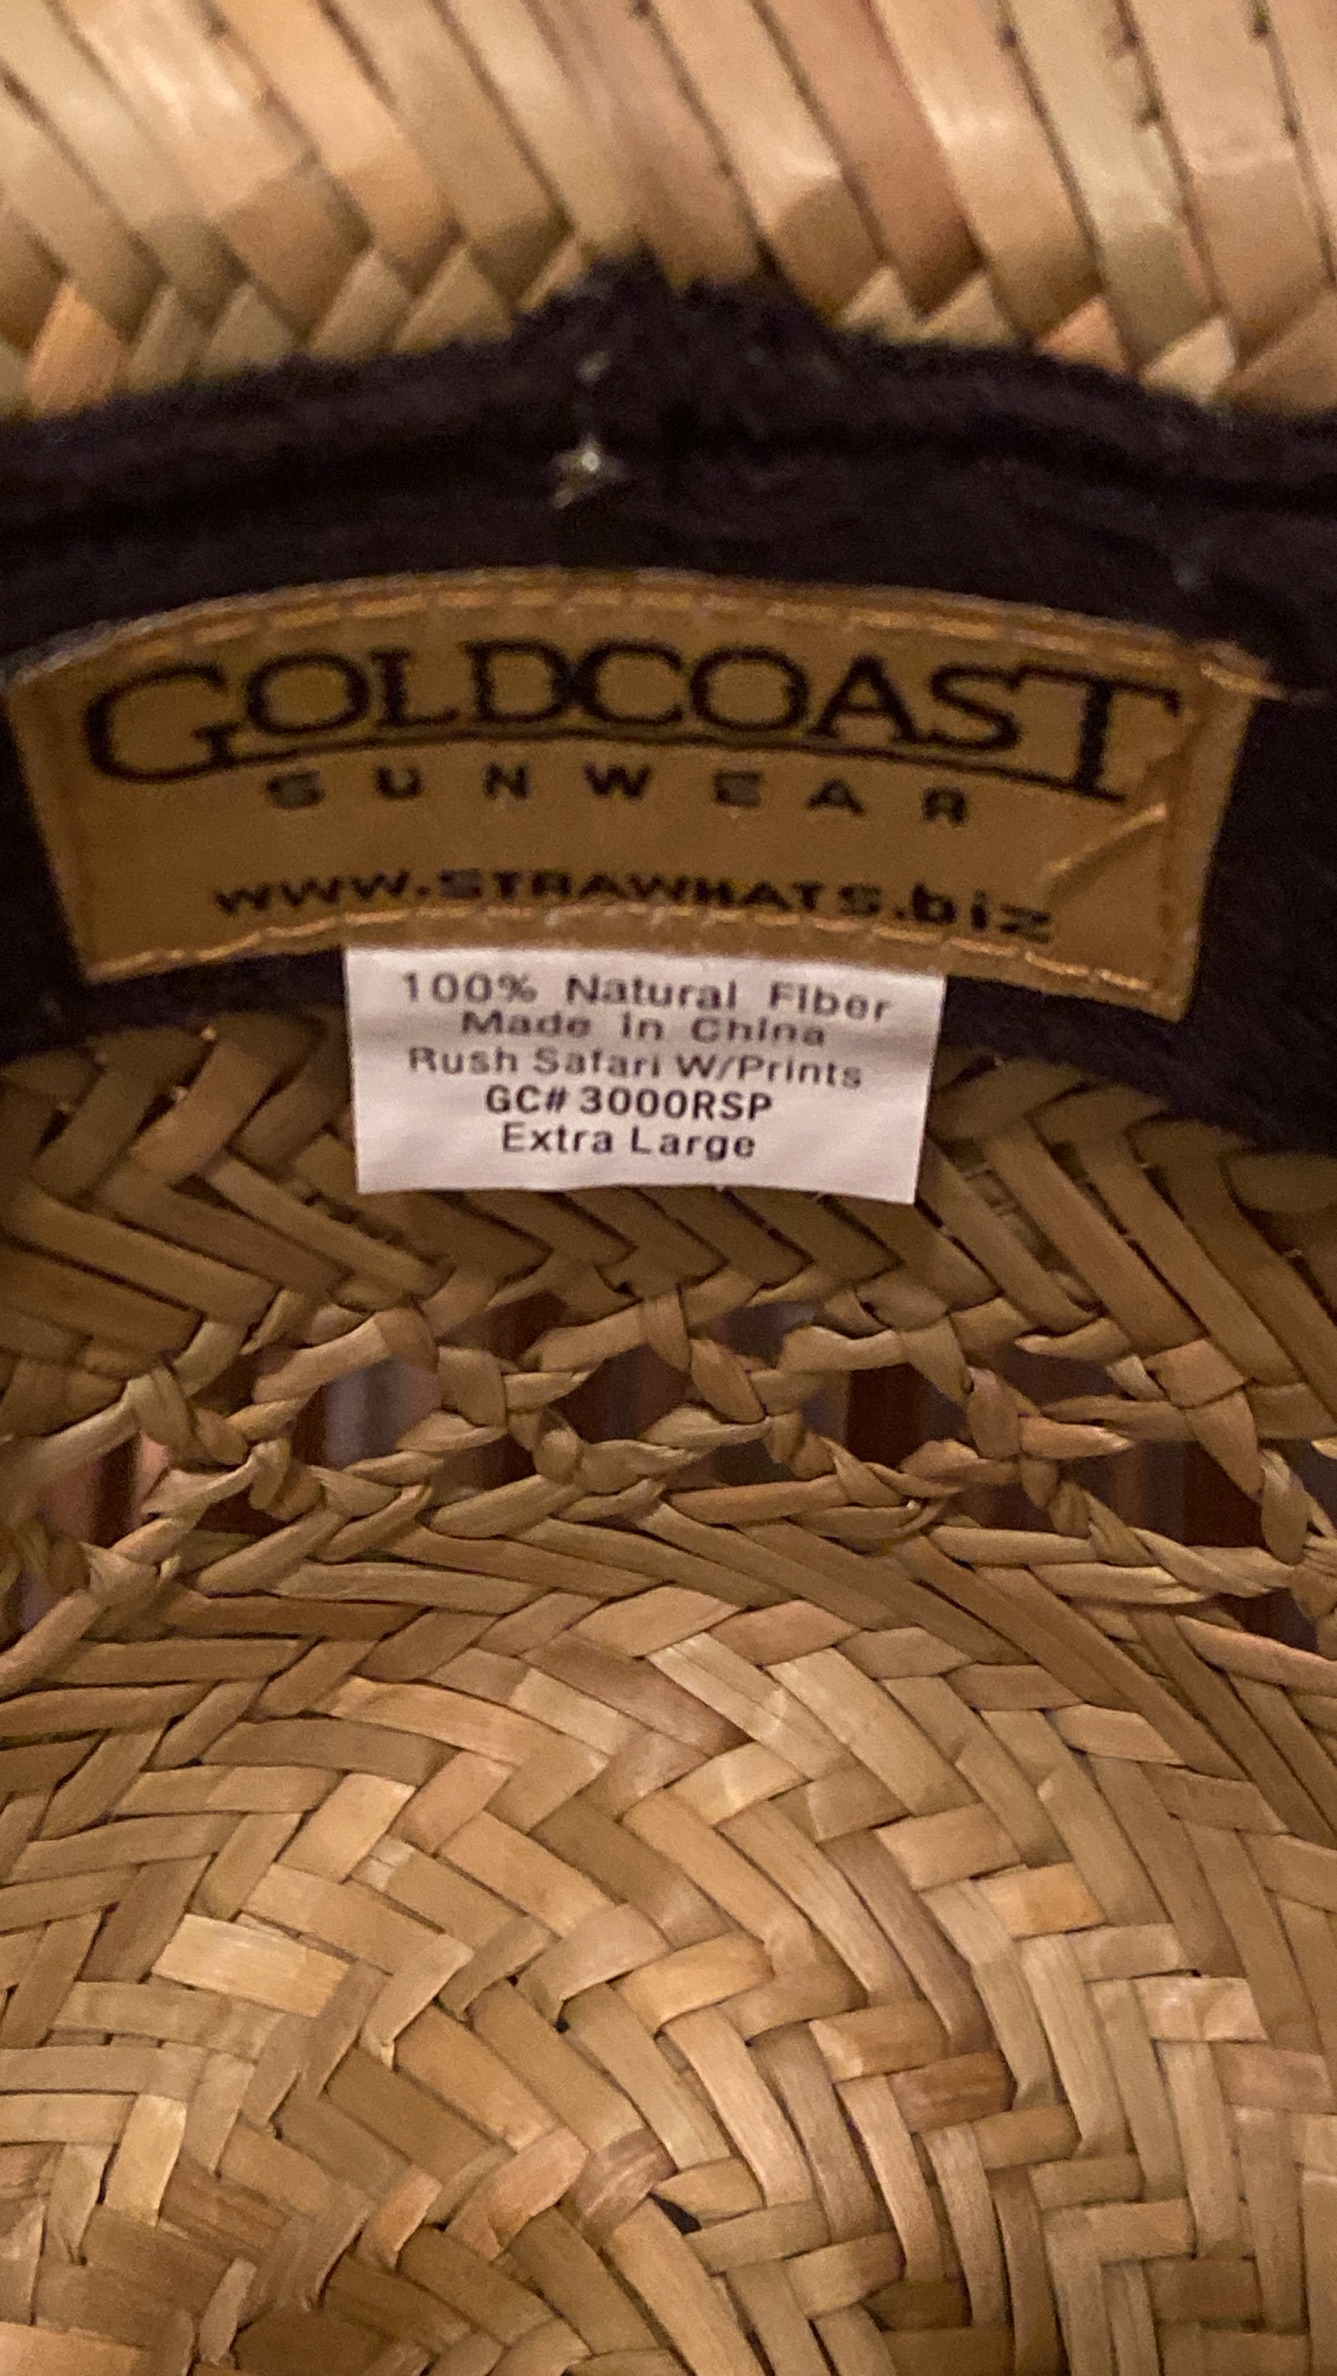 GOLDCOAST
SUNWEAR
www.STRAWHATS.biz
100% Natural Fiber
Made in China
Rush Safari W/Prints
GC# 3000RSP
Extra Large